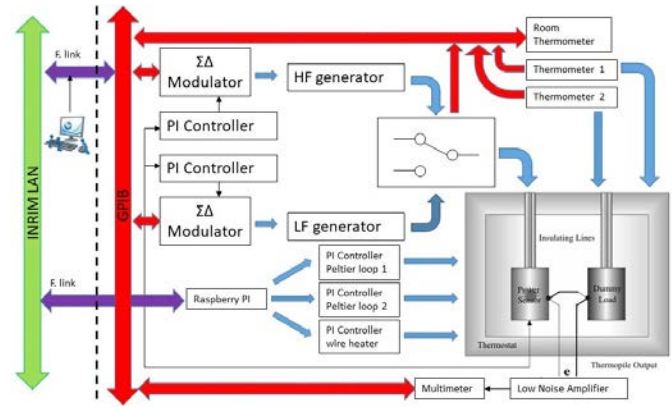 F. link
Room
Thermometer
ΣΔ
Modulator
HF generator
Thermometer 1
Thermometer 2
PI Controller
PI Controller
INRIM LAN
GPIB
ΣΔ
Modulator
LF generator
Insulating Lines
F. link
Raspberry PI
PI Controller
Peltier loop 1
PI Controller
Peltier loop 2
PI Controller
wire heater
Power
Sensor
Dummy
Load
Thermostat
Thermopile Output
e
Multimeter
Low Noise Amplifier